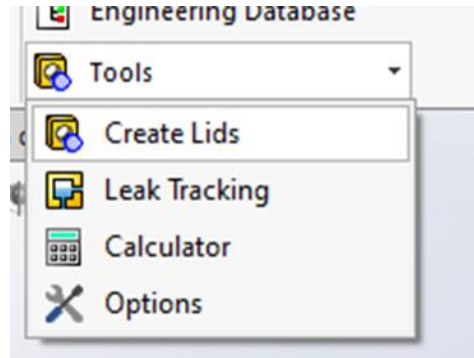 Engineering Database
Tools
Create Lids
Leak Tracking
Calculator
Options